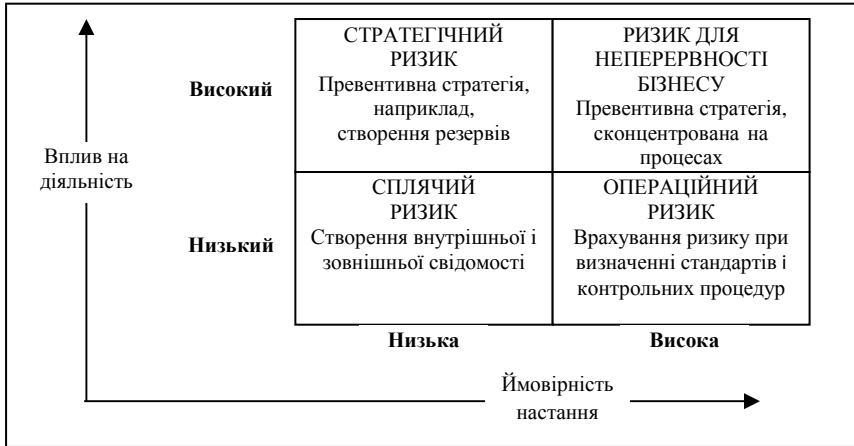 СТРАТЕГІЧНИЙ
РИЗИК
Превентивна стратегія,
наприклад,
створення резервів
РИЗИК ДЛЯ
НЕПЕРЕРВНОСТІ
БІЗНЕСУ
Превентивна стратегія,
сконцентрована на
процесах
Високий
Вплив на
діяльність
СПЛЯЧИЙ
РИЗИК
Створення внутрішньої і
зовнішньої свідомості
ОПЕРАЦІЙНИЙ
РИЗИК
Врахування ризику при
визначенні стандартів і
контрольних процедур
Низький
Низька
Висока
Ймовірність
настання